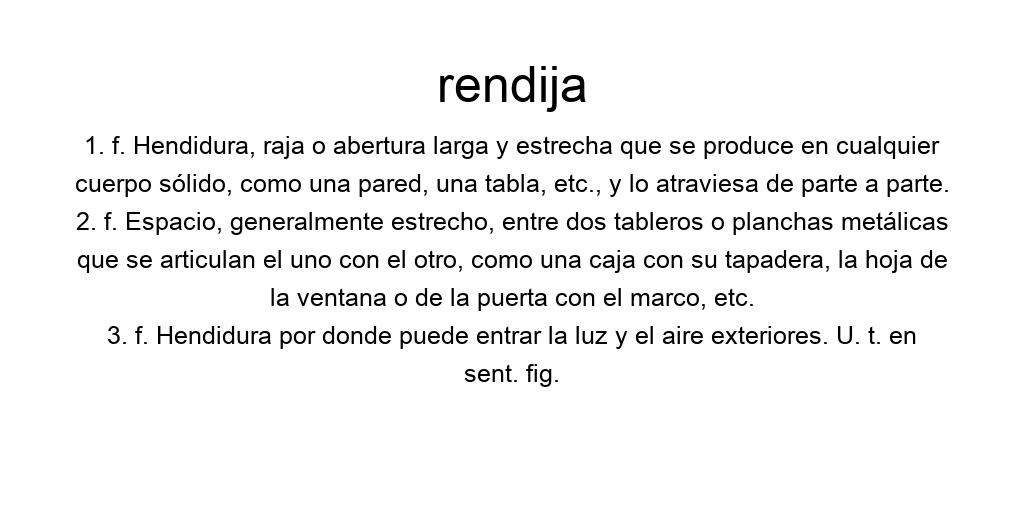 rendija
1. f. Hendidura, raja o abertura larga y estrecha que se produce en cualquier
cuerpo sólido, como una pared, una tabla, etc., y lo atraviesa de parte a parte.
2. f. Espacio, generalmente estrecho, entre dos tableros o planchas metálicas
que se articulan el uno con el otro, como una caja con su tapadera, la hoja de
la ventana o de la puerta con el marco, etc.
3. f. Hendidura por donde puede entrar la luz y el aire exteriores. U. t. en
sent. fig.